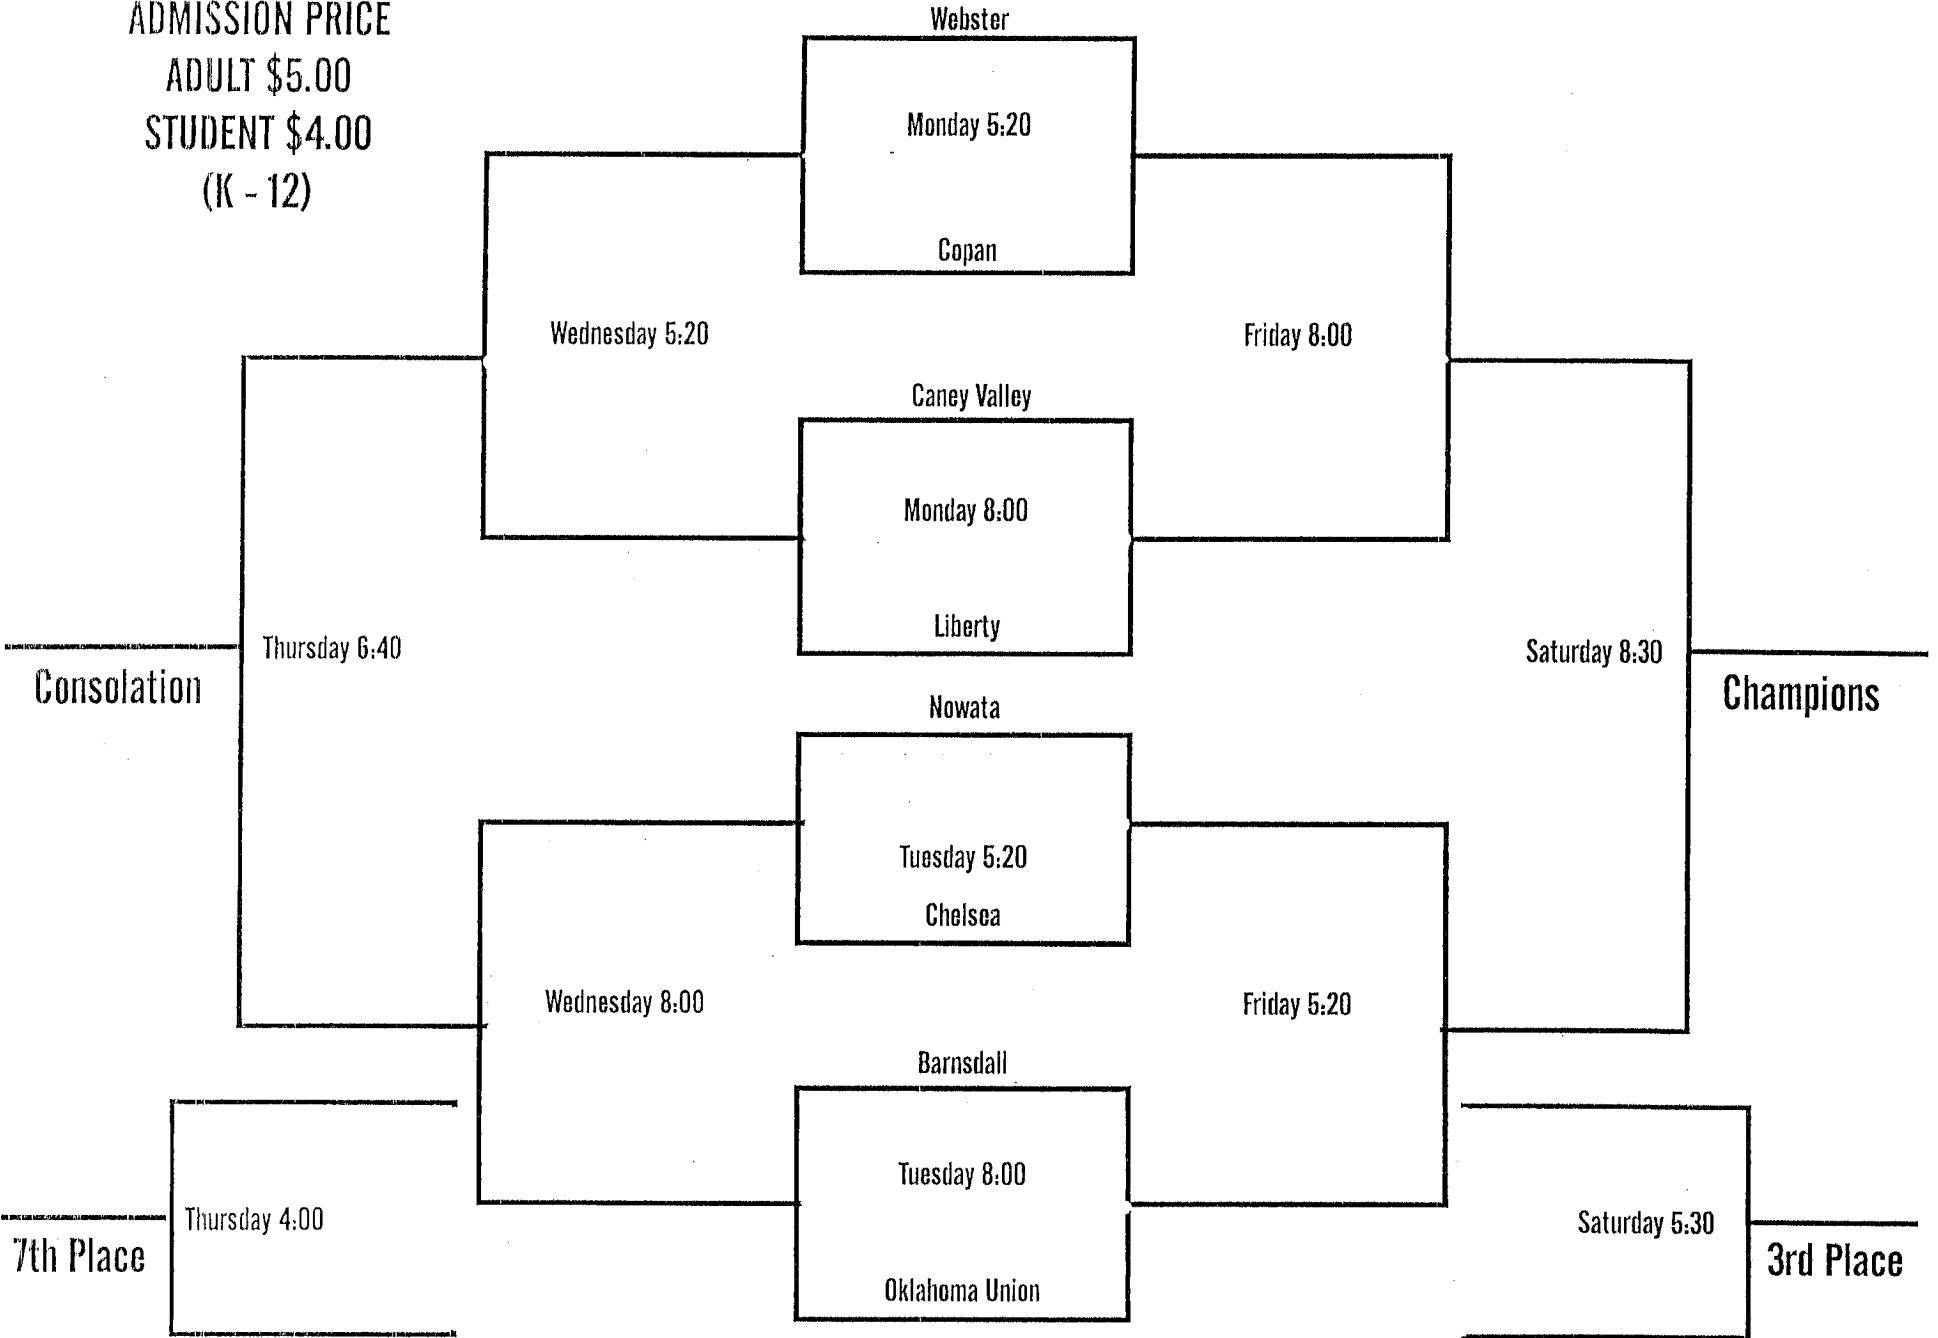 ADMISSION PRICE
ADULT $5.00
STUDENT $4.00
(K - 12)
Webster
Monday 5:20
Copan
Wednesday 5:20
Friday 8:00
Caney Valley
Monday 8:00
Liberty
Thursday 6:40
Saturday 8:30
Consolation
Champions
Nowata
Tuesday 5:20
Chelsea
Wednesday 8:00
Friday 5:20
Barnsdall
Tuesday 8:00
Thursday 4:00
Saturday 5:30
7th Place
3rd Place
Oklahoma Union